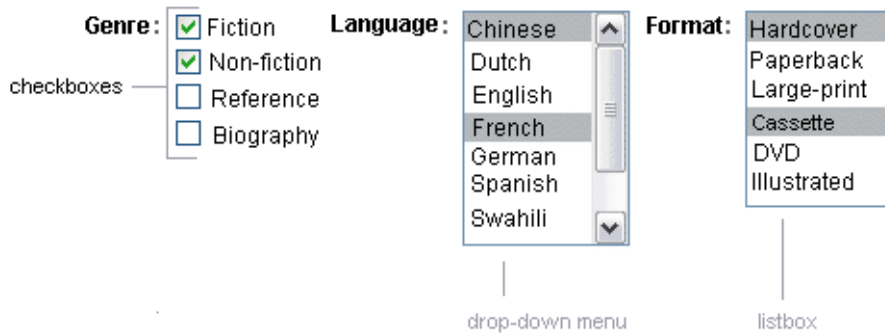 Genre:
Fiction
Non-fiction
Reference
Biography
checkboxes
Language:
Chinese
Dutch
English
French
German
Spanish
Swahili
drop-down menu
Format:
Hardcover
Paperback
Large-print
Cassette
DVD
Illustrated
listbox